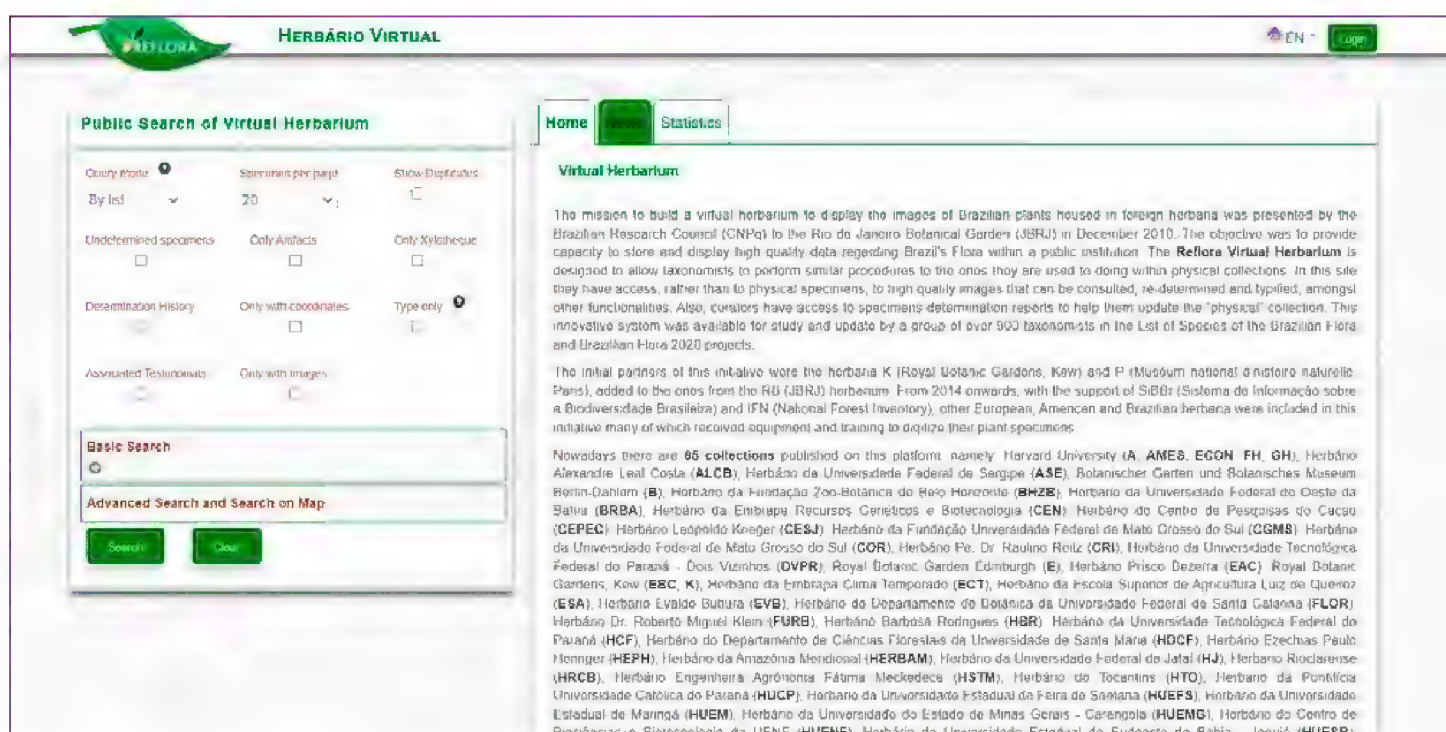 REFLORA
HERBÁRIO VIRTUAL
EN
Login
Public Search of Virtual Herbarium
Query Mode
Specimen per page
Show Duplicates
By list
20
Undetermined specimens
Only Artifacts
Only Xylotheque
Determination History
Only with coordinates
Type only
Associated Testimonials
Only with Images
Basic Search
Advanced Search and Search on Map
Search
Clear
Home
News
Statistics
Virtual Herbarium
The mission to build a virtual herbarium to display the images of Brazilian plants housed in foreign herbaria was presented by the
Brazilian Research Council (CNPq) to the Rio de Janeiro Botanical Garden (JBRJ) in December 2010. The objective was to provide
capacity to store and display high quality data regarding Brazil's Flora within a public institution. The Reflora Virtual Herbarium is
designed to allow taxonomists to perform similar procedures to the ones they are used to doing within physical collections. In this site
they have access, rather than to physical specimens, to high quality images that can be consulted, re-determined and typified, amongst
other functionalities. Also, curators have access to specimens determination reports to help them update the "physical" collection. This
innovative system was available for study and update by a group of over 900 taxonomists in the List of Species of the Brazilian Flora
and Brazilian Flora 2020 projects.
The initial partners of this initiative were the herbaria K (Royal Botanic Gardens, Kew) and P (Muséum national d'histoire naturelle,
Paris), added to the ones from the RB (JBRJ) herbarium. From 2014 onwards, with the support of SiBBr (Sistema de Informação sobre
a Biodiversidade Brasileira) and IFN (National Forest Inventory), other European, American and Brazilian herbaria were included in this
initiative many of which received equipment and training to digitize their plant specimens
Nowadays there are 85 collections published on this platform namely: Harvard University (A, AMES, ECON, FH, GH), Herbário
Alexandre Leal Costa (ALCB), Herbário da Universidade Federal de Sergipe (ASE), Botanischer Garten und Botanisches Museum
Berlin-Dahlem (B), Herbário da Fundação Zoo-Botânica de Belo Horizonte (BHZB), Herbário da Universidade Federal do Oeste da
Bahia (BRBA), Herbário da Embrapa Recursos Genéticos e Biotecnologia (CEN), Herbário do Centro de Pesquisas do Cacau
(CEPEC), Herbário Leopoldo Krieger (CESJ), Herbário da Fundação Universidade Federal de Mato Grosso do Sul (CGMS), Herbário
da Universidade Federal de Mato Grosso do Sul (COR), Herbário Pe. Dr. Raulino Reitz (CRI), Herbário da Universidade Tecnológica
Federal do Paraná - Dois Vizinhos (DVPR), Royal Botanic Garden Edinburgh (E), Herbário Prisco Bezerra (EAC), Royal Botanic
Gardens, Kew (EBC, K), Herbário da Embrapa Clima Temperado (ECT), Herbário da Escola Superior de Agricultura Luiz de Queiroz
(ESA), Herbário Evaldo Buttura (EVB), Herbário do Departamento de Botânica da Universidade Federal de Santa Catarina (FLOR),
Herbário Dr. Roberto Miguel Klein (FURB), Herbário Barbosa Rodrigues (HBR), Herbário da Universidade Tecnológica Federal do
Paraná (HCF), Herbário do Departamento de Ciências Florestais da Universidade de Santa Maria (HDCF), Herbário Ezechias Paulo
Heringer (HEPH), Herbário da Amazônia Meridional (HERBAM), Herbário da Universidade Federal de Jataí (HJ), Herbário Rioclarense
(HRCB), Herbário Engenheira Agrônoma Fátima Meckedece (HSTM), Herbário do Tocantins (HTO), Herbário da Pontifícia
Universidade Católica do Paraná (HUCP), Herbário da Universidade Estadual de Feira de Santana (HUEFS), Herbário da Universidade
Estadual de Maringá (HUEM), Herbário da Universidade do Estado de Minas Gerais - Carangola (HUEMG), Herbário do Centro de